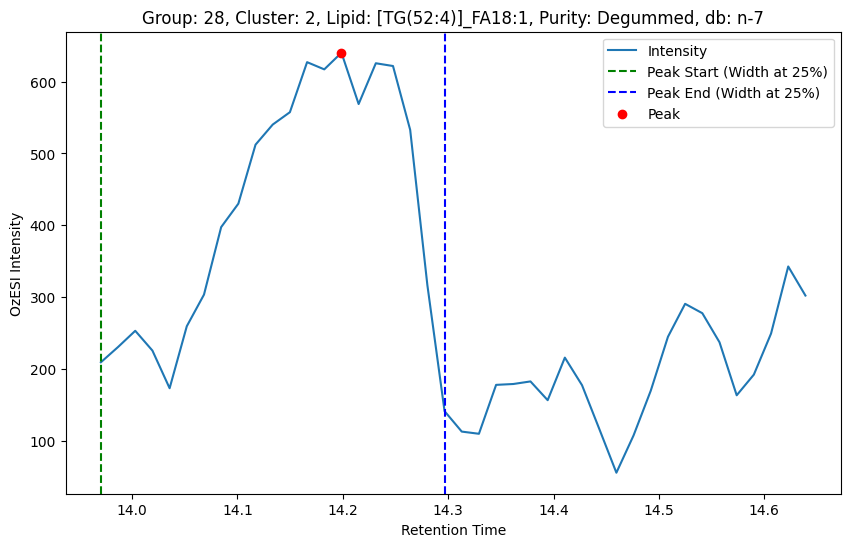 Group: 28, Cluster: 2, Lipid: [TG(52:4)]_FA18:1, Purity: Degummed, db: n-7
Intensity
Peak Start (Width at 25%)
Peak End (Width at 25%)
Peak
OzESI Intensity
600
500
400
300
200
100
14.0 14.1 14.2 14.3 14.4 14.5 14.6
Retention Time